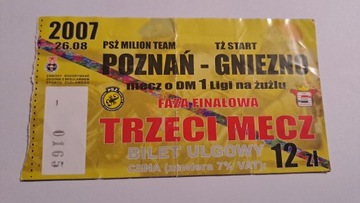 2007
26.08
PSŻ MILION TEAM
TŻ START
POZNAŃ - GNIEZNO
mecz o DM 1 Ligi na żużlu
FAZA FINAŁOWA
TRZECI MECZ
BILET ULGOWY
CENA (zawiera 7% VAT):
12 zł
0165